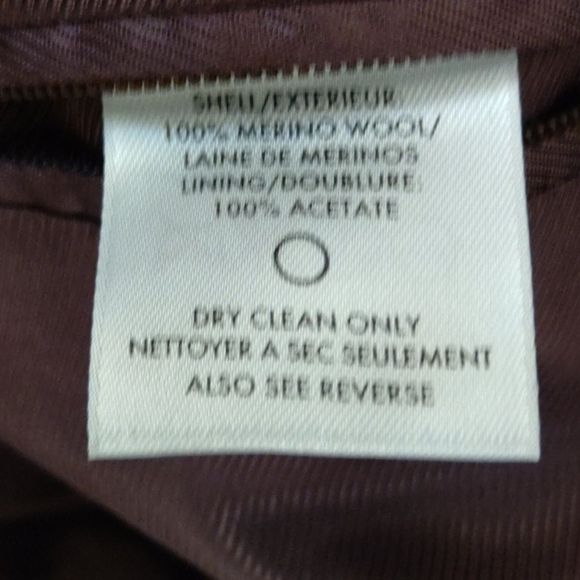 SHELL/EXTERIEUR:
100% MERINO WOOL/
LAINE DE MERINOS
LINING/DOUBLURE:
100% ACETATE
DRY CLEAN ONLY
NETTOYER A SEC SEULEMENT
ALSO SEE REVERSE